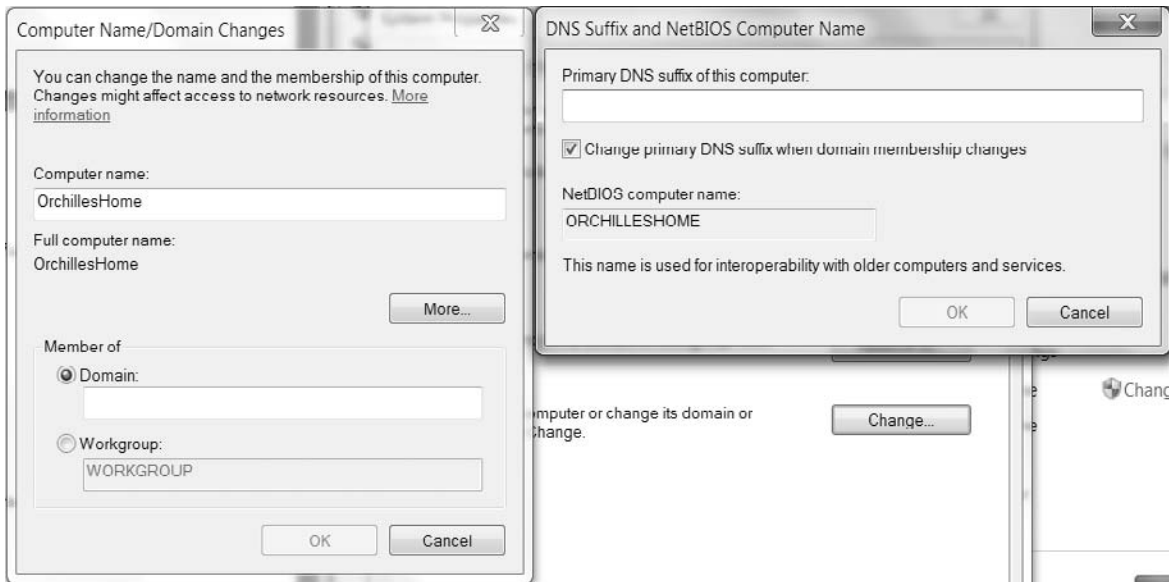 Computer Name/Domain Changes
You can change the name and the membership of this computer.
Changes might affect access to network resources. More
information
Computer name:
OrchillesHome
Full computer name:
OrchillesHome
More...
Member of
Domain:
Workgroup:
WORKGROUP
OK
Cancel
DNS Suffix and NetBIOS Computer Name
Primary DNS suffix of this computer:
Change primary DNS suffix when domain membership changes
NetBIOS computer name:
ORCHILLESHOME
This name is used for interoperability with older computers and services.
OK
Cancel
omputer or change its domain or
Change.
Change...
Chang